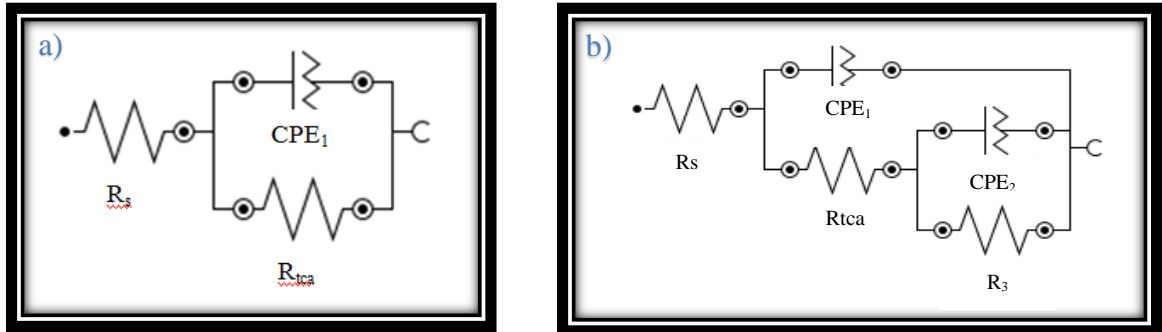 a)
CPE₁
Rₛ
Rtca
b)
CPE₁
Rs
Rtca
CPE₂
R₃